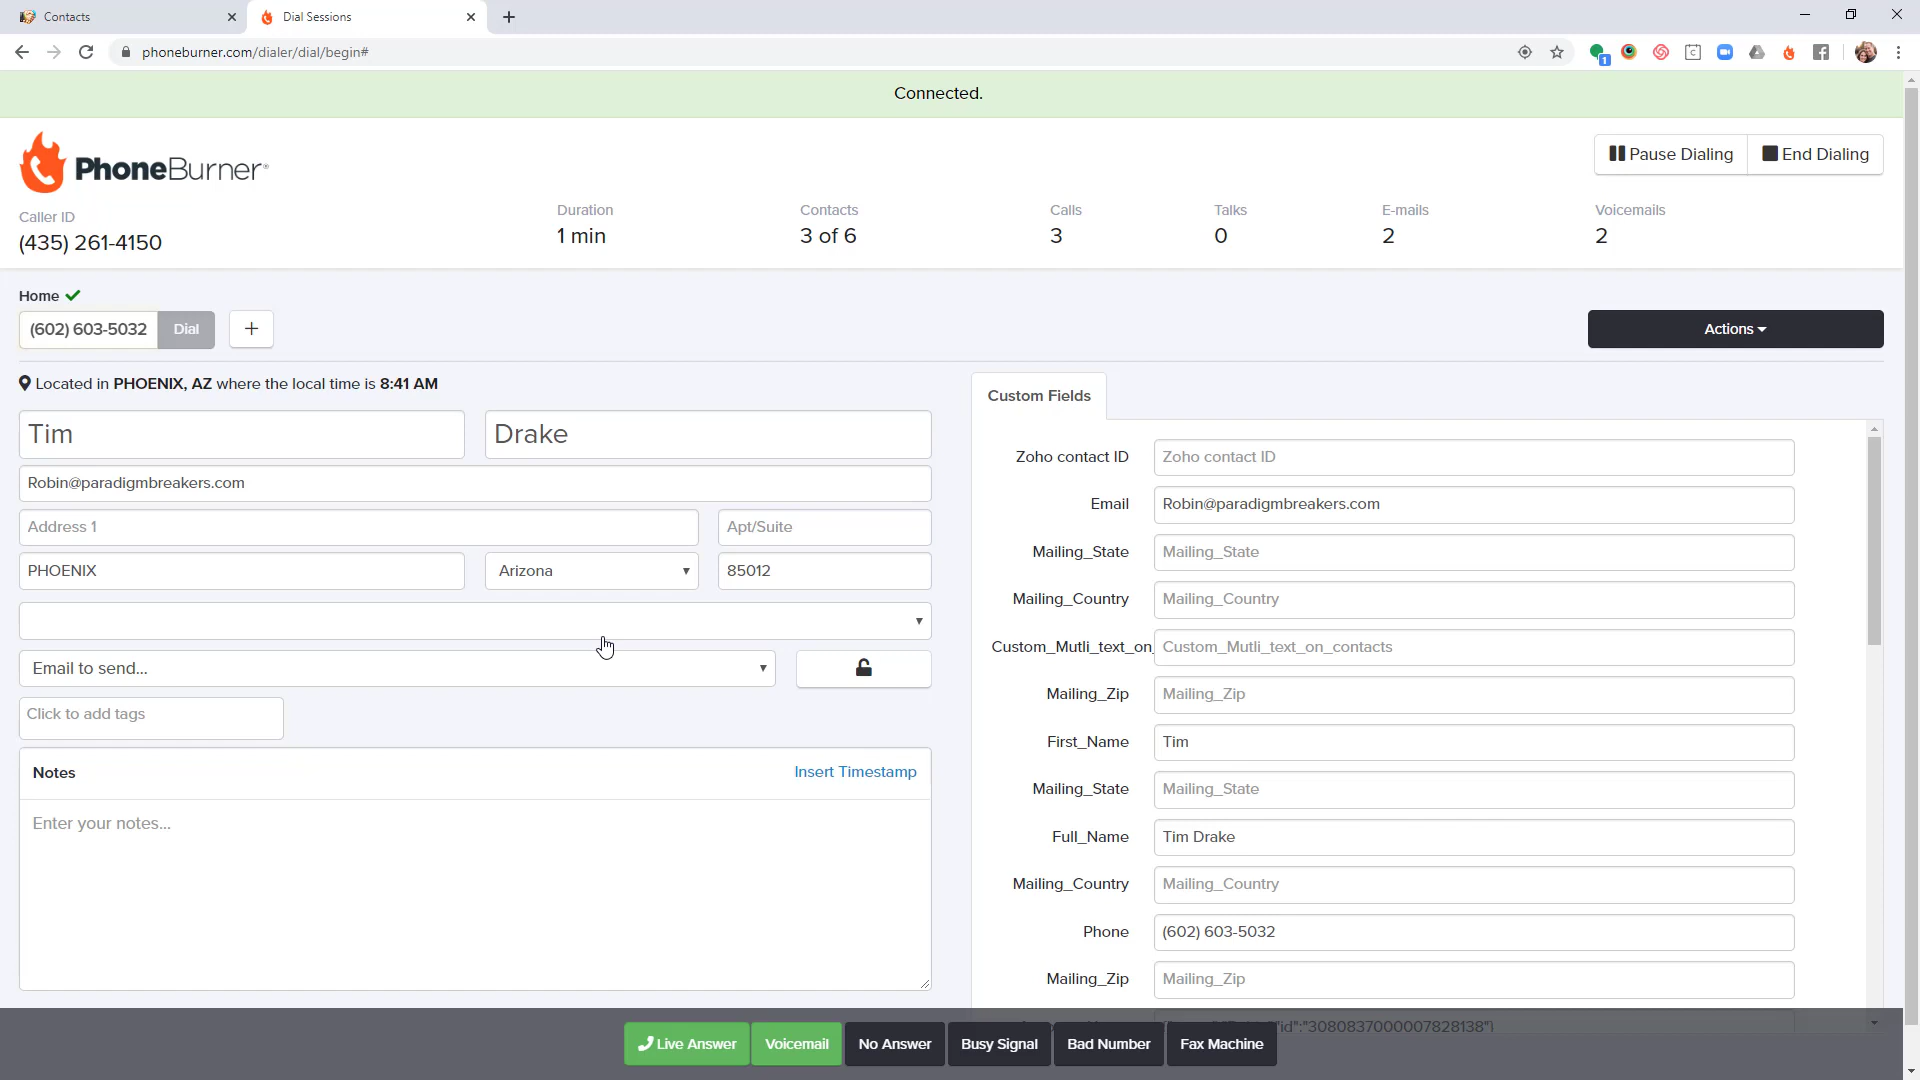 Contacts
Dial Sessions
phoneburner.com/dialer/dial/begin#
1
Connected.
PhoneBurner
Pause Dialing
End Dialing
Caller ID
(435) 261-4150
Duration
1 min
Contacts
3 of 6
Calls
3
Talks
0
E-mails
2
Voicemails
2
Home
(602) 603-5032
Dial
+
Actions
Located in PHOENIX, AZ where the local time is 8:41 AM
Tim
Drake
Robin@paradigmbreakers.com
Address 1
Apt/Suite
PHOENIX
Arizona
85012
Email to send...
Click to add tags
Notes
Insert Timestamp
Enter your notes...
Custom Fields
Zoho contact ID Zoho contact ID
Email Robin@paradigmbreakers.com
Mailing_State Mailing_State
Mailing_Country Mailing_Country
Custom_Mutli_text_on_ Custom_Mutli_text_on_contacts
Mailing_Zip Mailing_Zip
First_Name Tim
Mailing_State Mailing_State
Full_Name Tim Drake
Mailing_Country Mailing_Country
Phone (602) 603-5032
Mailing_Zip Mailing_Zip
"id":"3080837000007828138")
Live Answer
Voicemail
No Answer
Busy Signal
Bad Number
Fax Machine